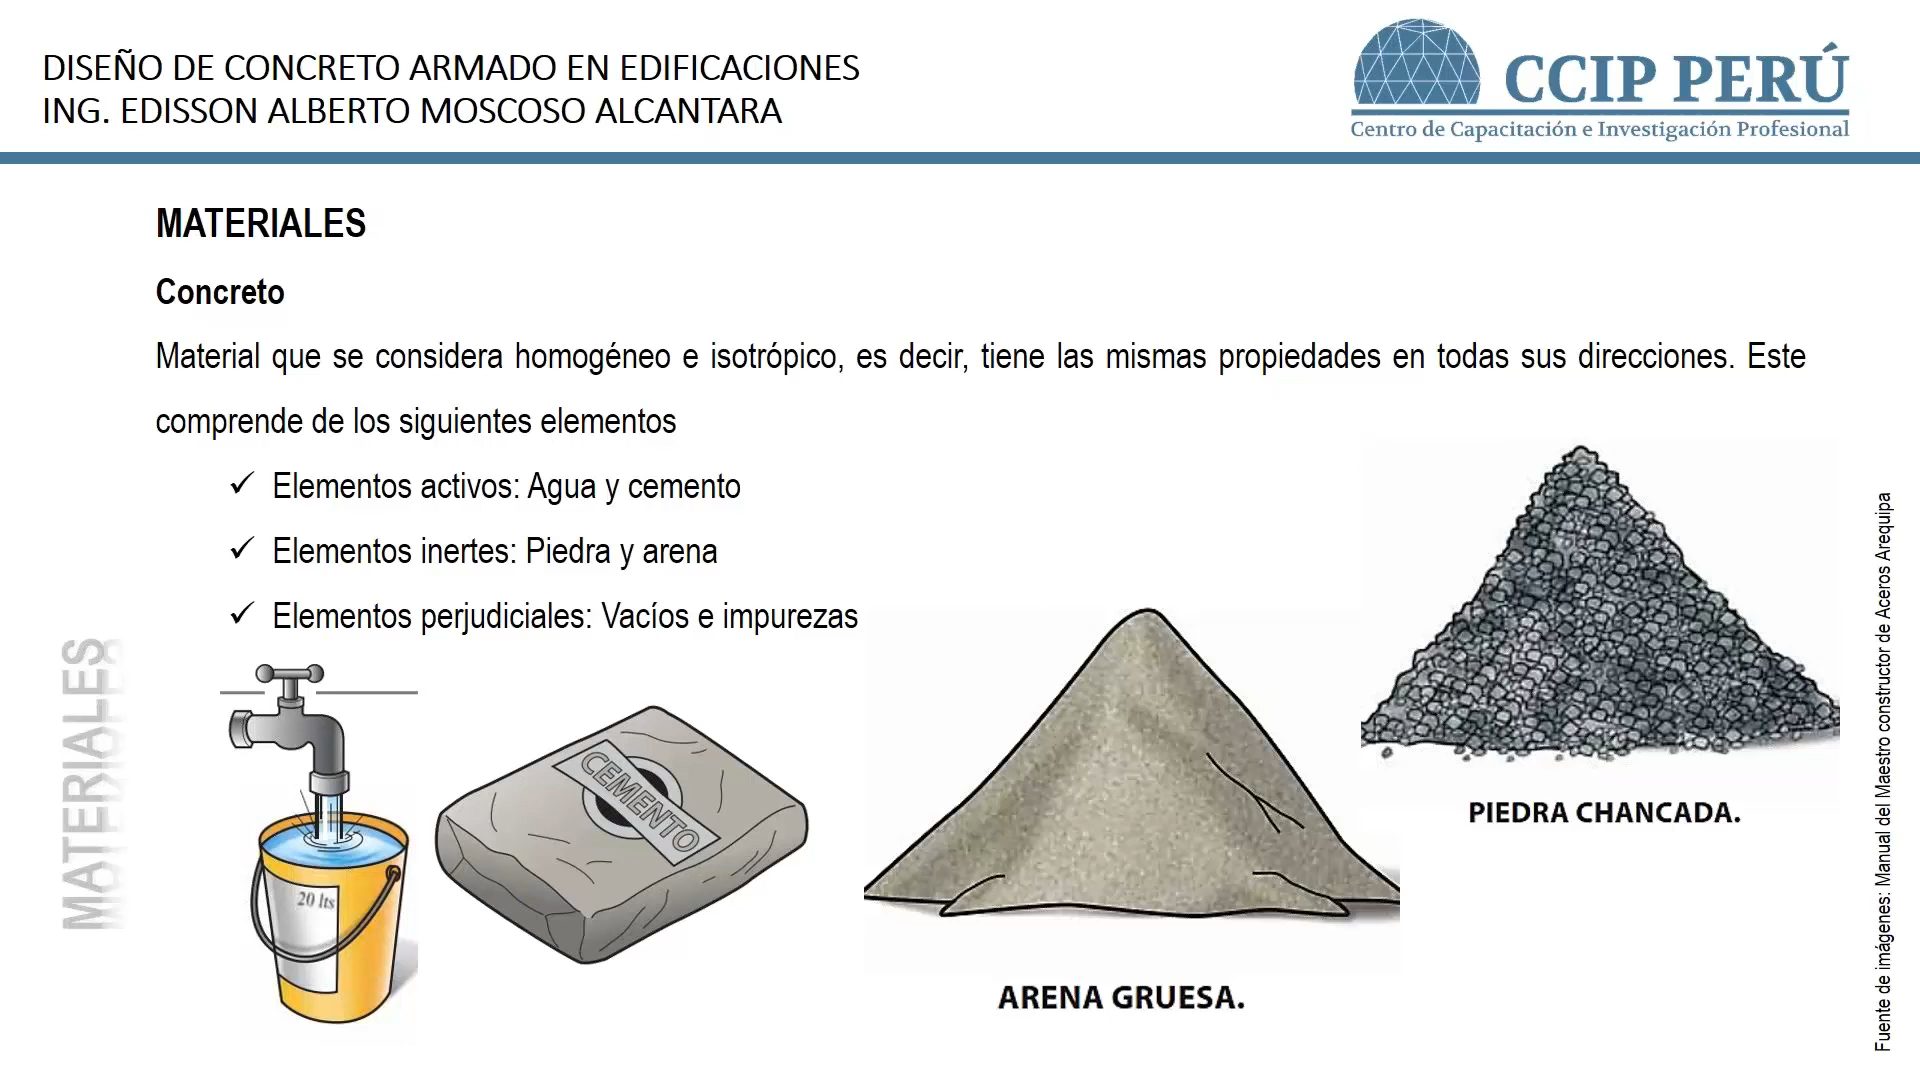 DISEÑO DE CONCRETO ARMADO EN EDIFICACIONES
ING. EDISSON ALBERTO MOSCOSO ALCANTARA
CCIP PERÚ
Centro de Capacitación e Investigación Profesional
MATERIALES
Concreto
Material que se considera homogéneo e isotrópico, es decir, tiene las mismas propiedades en todas sus direcciones. Este
comprende de los siguientes elementos
✓ Elementos activos: Agua y cemento
✓ Elementos inertes: Piedra y arena
✓ Elementos perjudiciales: Vacíos e impurezas
MATERIALES
20 lts
CEMENTO
ARENA GRUESA.
PIEDRA CHANCADA.
Fuente de imágenes: Manual del Maestro constructor de Aceros Arequipa